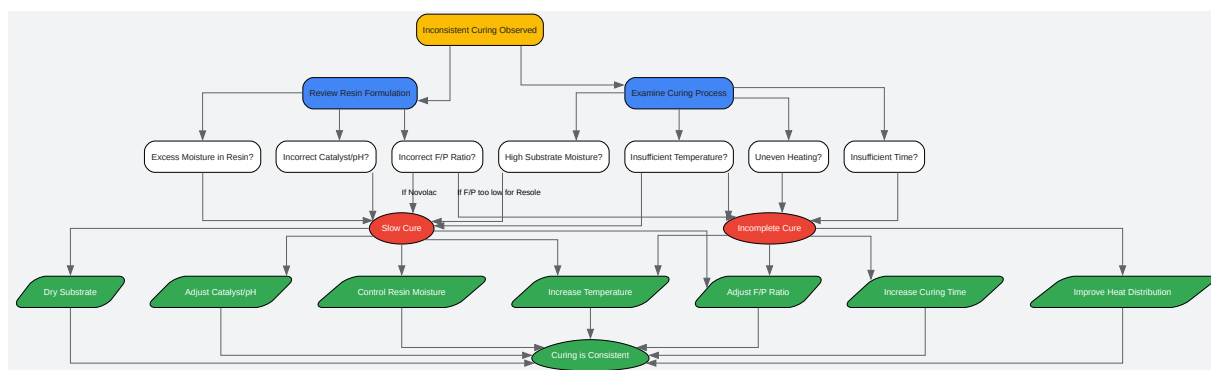 Inconsistent Curing Observed
Review Resin Formulation
Examine Curing Process
Excess Moisture in Resin?
Incorrect Catalyst/pH?
Incorrect F/P Ratio?
High Substrate Moisture?
Insufficient Temperature?
Uneven Heating?
Insufficient Time?
If Novolac
If F/P too low for Resole
Slow Cure
Incomplete Cure
Dry Substrate
Adjust Catalyst/pH
Control Resin Moisture
Increase Temperature
Adjust F/P Ratio
Increase Curing Time
Improve Heat Distribution
Curing is Consistent